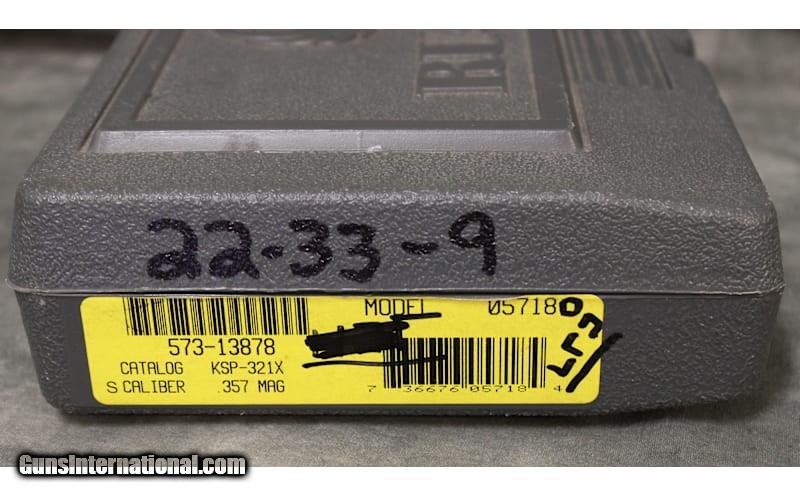 22-33-9
MODEL 05718
573-13878
CATALOG KSP-321X
S CALIBER .357 MAG
7 36676 05718 4
GunsInternational.com